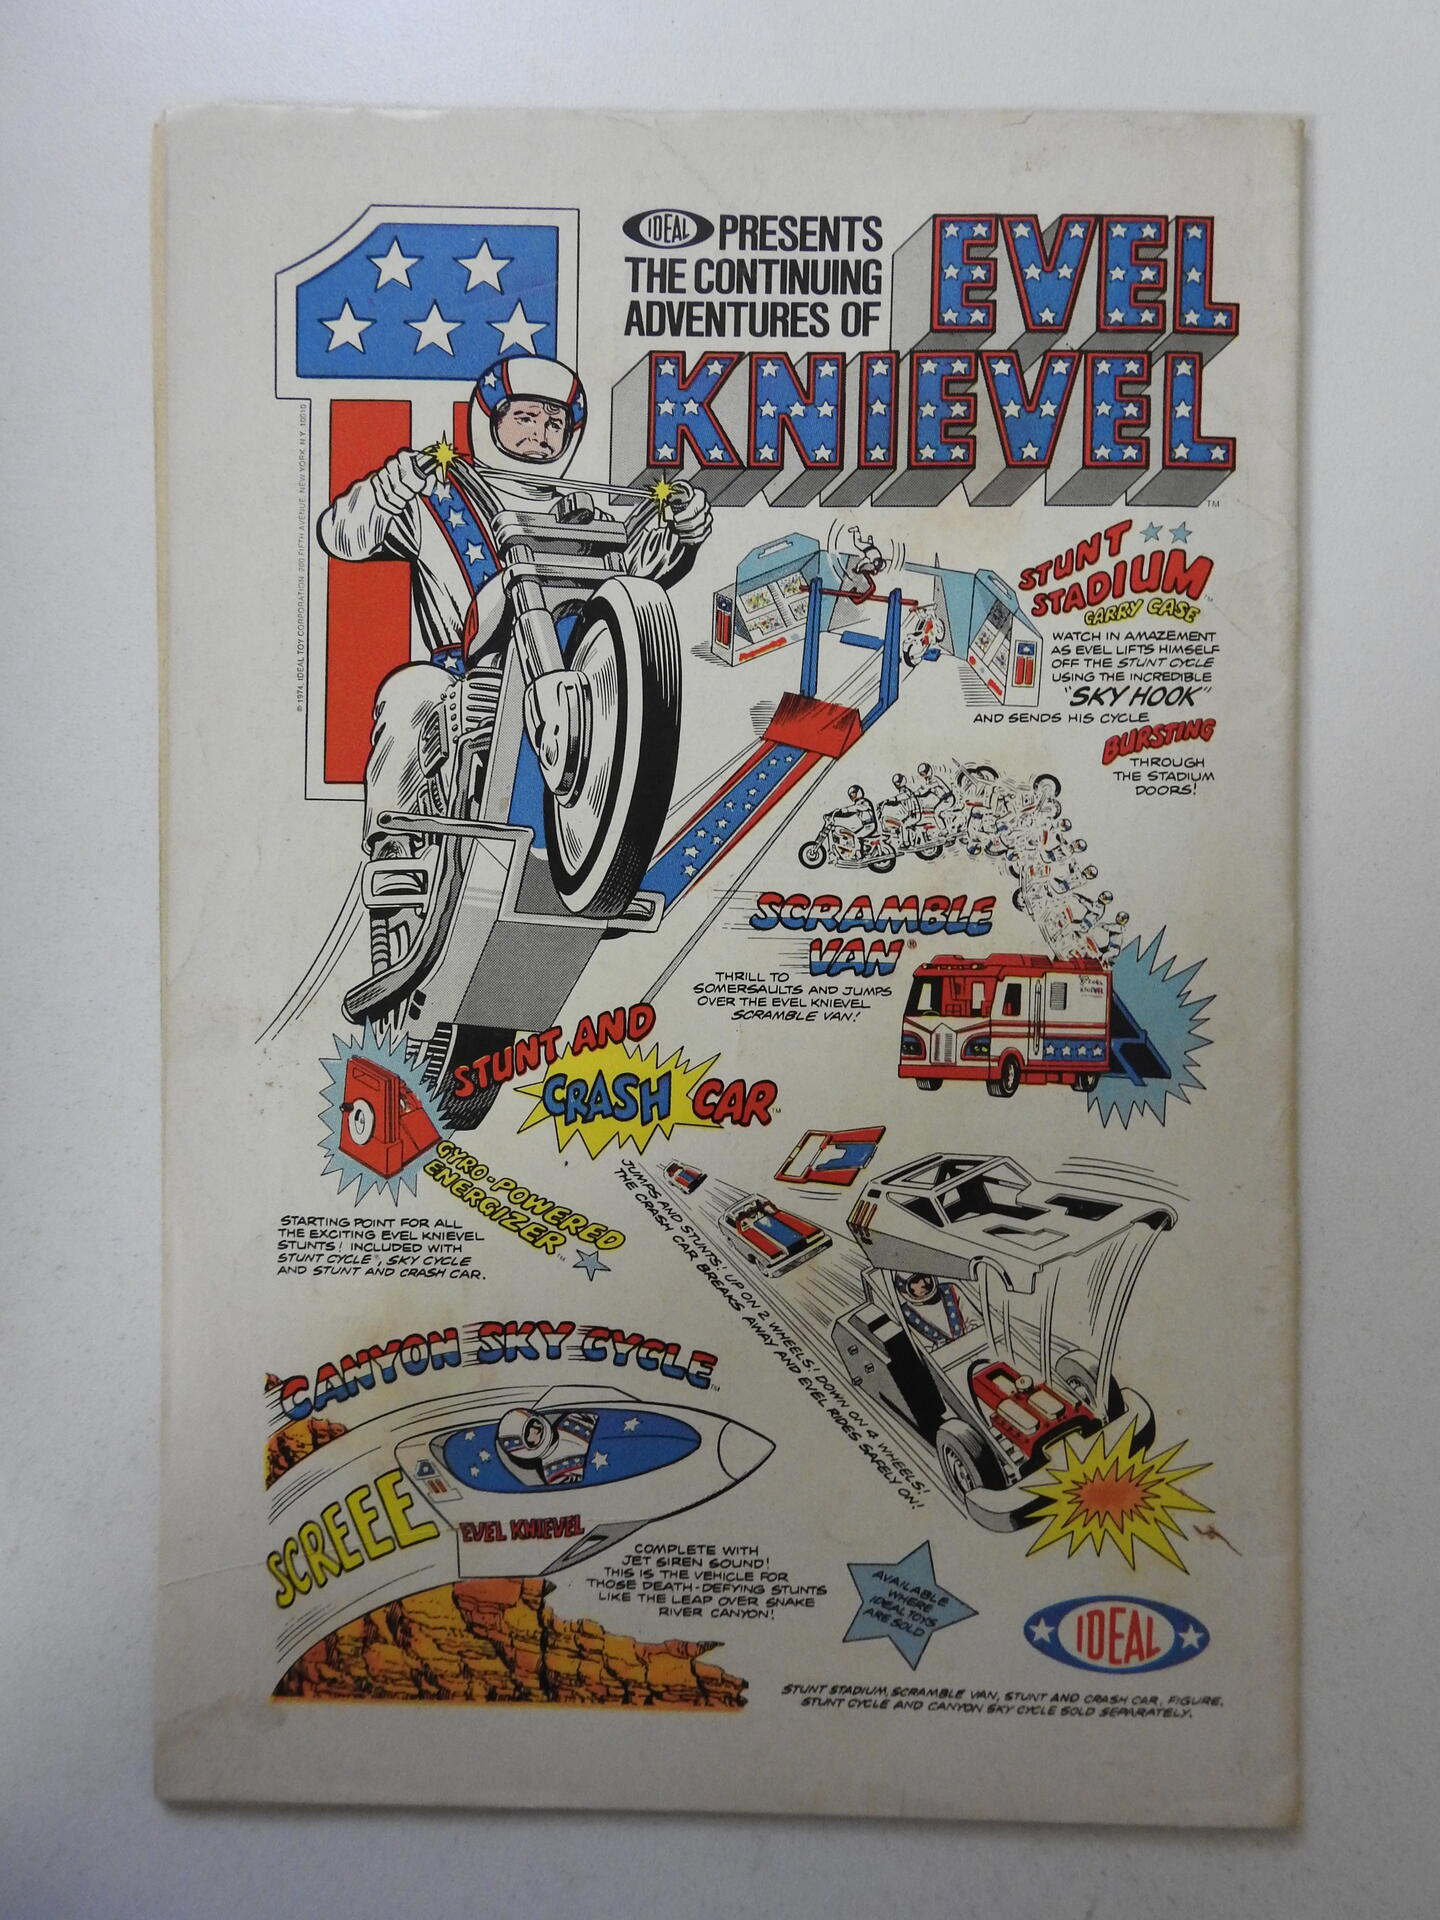 IDEAL PRESENTS
THE CONTINUING
ADVENTURES OF
EVEL
KNIEVEL
TM
© 1974, IDEAL TOY CORPORATION, 200 FIFTH AVENUE, NEW YORK, N.Y. 10010
STUNT
STADIUM
CARRY CASE
WATCH IN AMAZEMENT
AS EVEL LIFTS HIMSELF
OFF THE STUNT CYCLE
USING THE INCREDIBLE
"SKY HOOK"
AND SENDS HIS CYCLE
BURSTING
THROUGH
THE STADIUM
DOORS!
SCRAMBLE
VAN®
THRILL TO
SOMERSAULTS AND JUMPS
OVER THE EVEL KNIEVEL
SCRAMBLE VAN!
EVEL
KNIEVEL
STUNT AND
CRASH CAR™
JUMPS AND STUNTS! UP ON 2 WHEELS! DOWN ON 4 WHEELS!
THE CRASH CAR BREAKS AWAY AND EVEL RIDES SAFELY ON!
GYRO-POWERED
ENERGIZER™
STARTING POINT FOR ALL
THE EXCITING EVEL KNIEVEL
STUNTS! INCLUDED WITH
STUNT CYCLE®, SKY CYCLE
AND STUNT AND CRASH CAR.
CANYON SKY CYCLE™
SCREEE
EVEL KNIEVEL
COMPLETE WITH
JET SIREN SOUND!
THIS IS THE VEHICLE FOR
THOSE DEATH-DEFYING STUNTS
LIKE THE LEAP OVER SNAKE
RIVER CANYON!
AVAILABLE
WHERE
IDEAL TOYS
ARE SOLD
IDEAL
STUNT STADIUM, SCRAMBLE VAN, STUNT AND CRASH CAR, FIGURE,
STUNT CYCLE AND CANYON SKY CYCLE SOLD SEPARATELY.